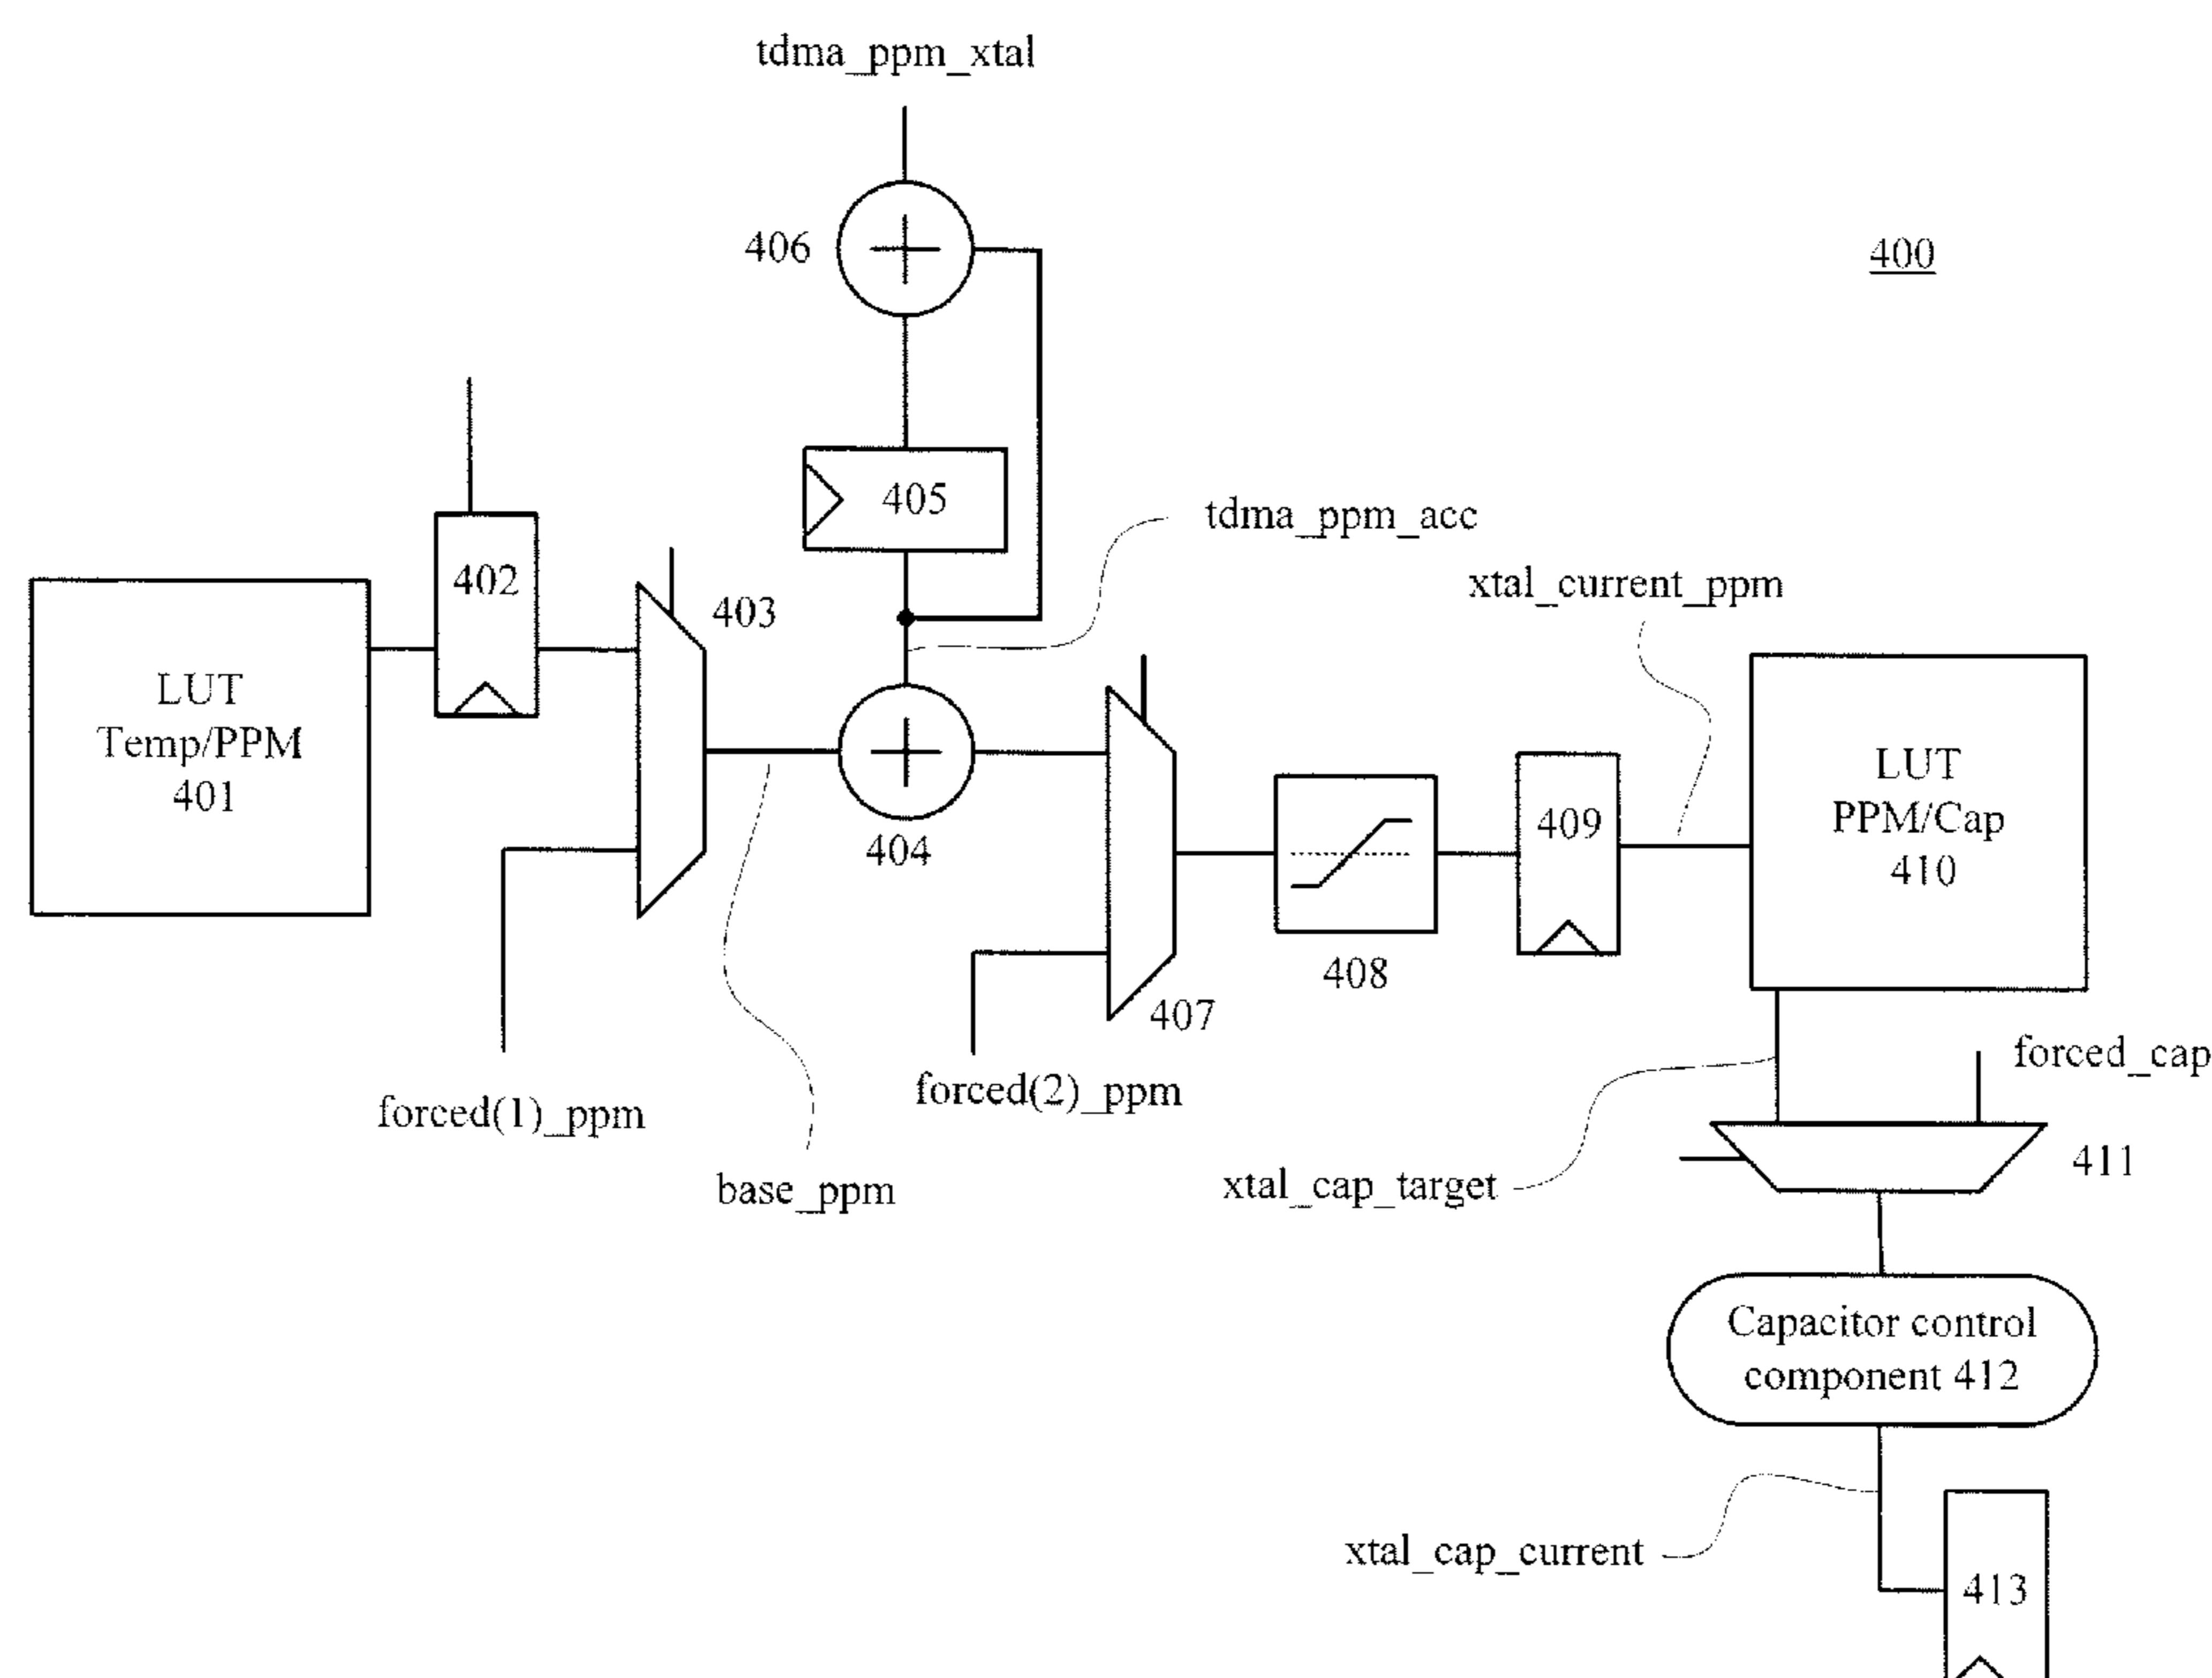 tdma_ppm_xtal
406
400
402
405
tdma_ppm_acc
403
xtal_current_ppm
LUT
Temp/PPM
401
404
409
LUT
PPM/Cap
410
408
407
forced(1)_ppm
forced(2)_ppm
forced_cap
base_ppm
xtal_cap_target
411
Capacitor control
component 412
xtal_cap_current
413